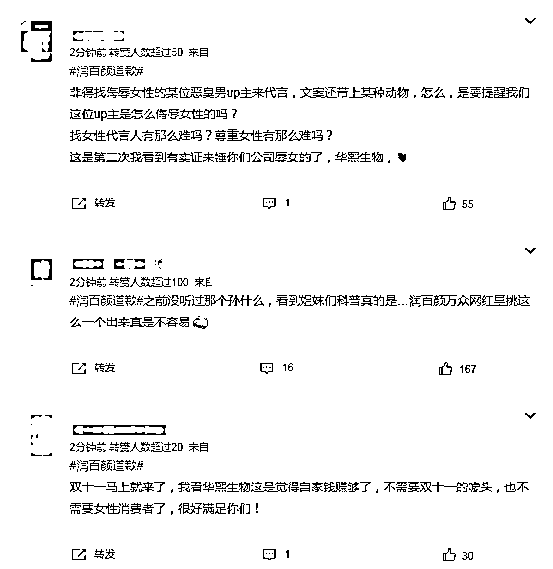 2分钟前 转赞人数超过50 来自
#润百颜道歉#
非得找侮辱女性的某位恶臭男up主来代言，文案还带上某种动物，怎么，是要提醒我们
这位up主是怎么侮辱女性的吗？
找女性代言人有那么难吗？尊重女性有那么难吗？
这是第二次我看到有实证来锤你们公司辱女的了，华熙生物，
转发 1 55
2分钟前 转赞人数超过100 来自
#润百颜道歉#之前没听过那个孙什么，看到姐妹们科普真的是...润百颜万众网红里挑这
么一个出来真是不容易
转发 16 167
2分钟前 转赞人数超过20 来自
#润百颜道歉#
双十一马上就来了，我看华熙生物这是觉得自家钱赚够了，不需要双十一的噱头，也不
需要女性消费者了，很好满足你们！
转发 1 30